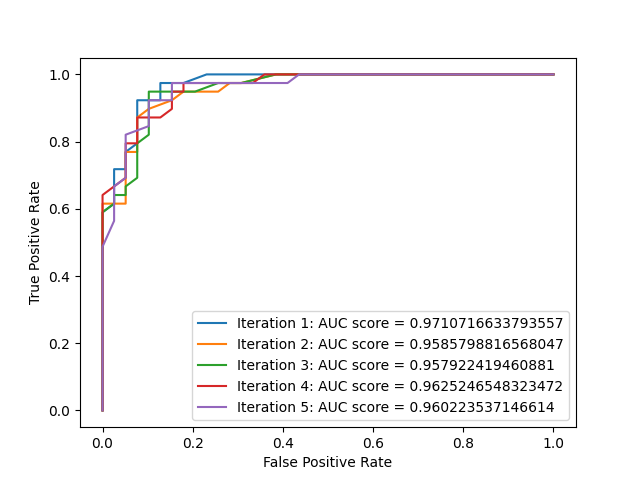 1.0
0.8
0.6
0.4
0.2
0.0
True Positive Rate
Iteration 1: AUC score = 0.9710716633793557
Iteration 2: AUC score = 0.9585798816568047
Iteration 3: AUC score = 0.957922419460881
Iteration 4: AUC score = 0.9625246548323472
Iteration 5: AUC score = 0.960223537146614
0.0 0.2 0.4 0.6 0.8 1.0
False Positive Rate